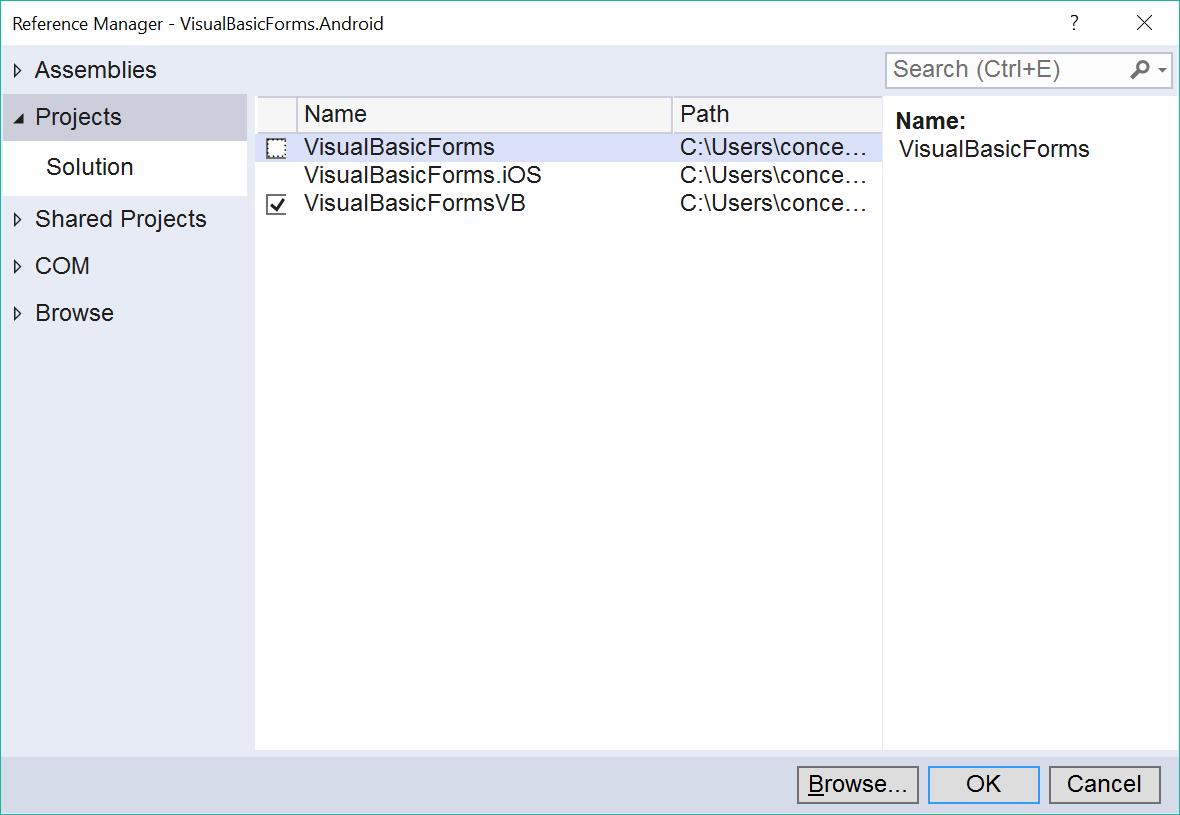 Reference Manager - VisualBasicForms.Android
?
Assemblies
Projects
Solution
Shared Projects
COM
Browse
Search (Ctrl+E)
Name Path
VisualBasicForms C:\Users\conce...
VisualBasicForms.iOS C:\Users\conce...
VisualBasicFormsVB C:\Users\conce...
Name:
VisualBasicForms
Browse... OK Cancel